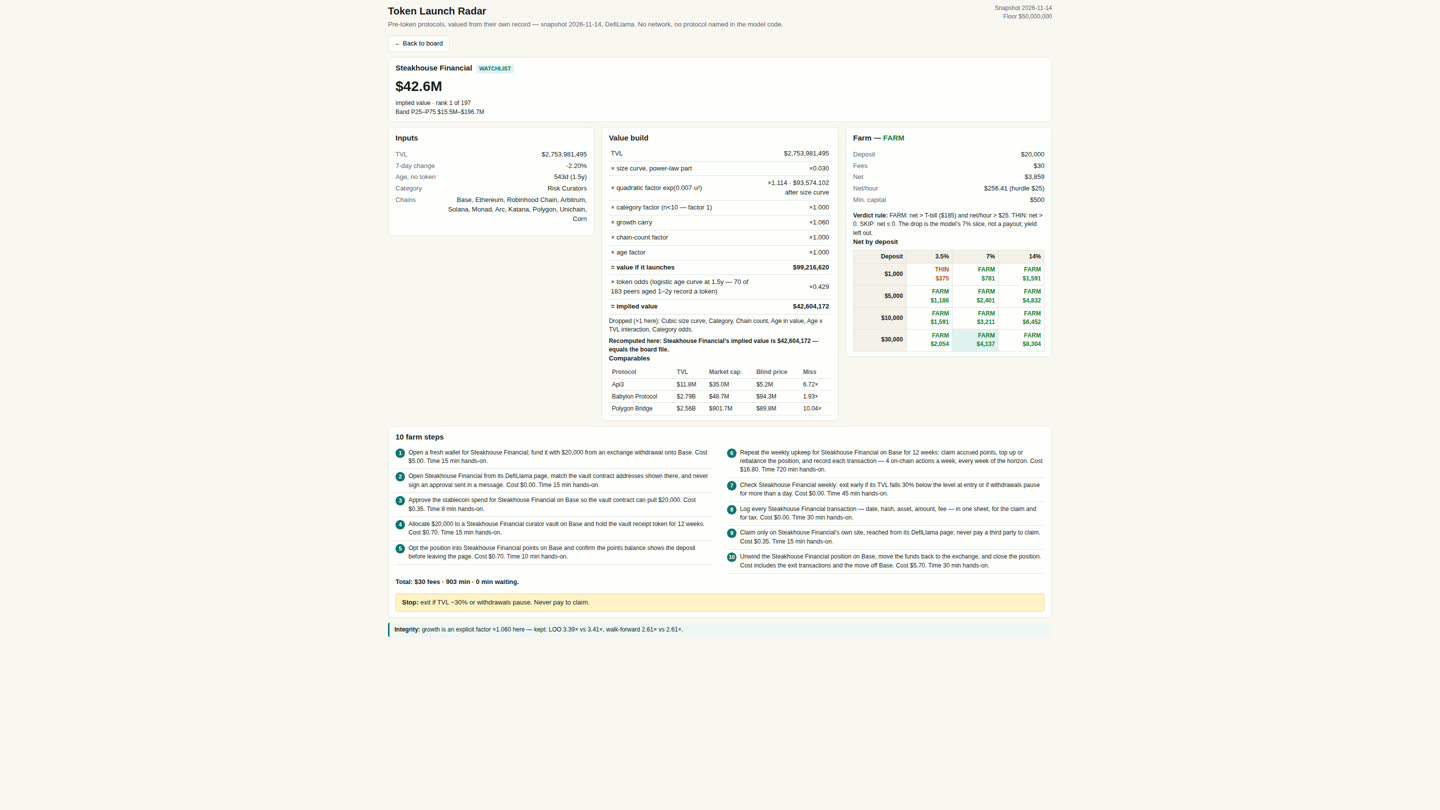 Token Launch Radar
Pre-token protocols, valued from their own record — snapshot 2026-11-14, DefiLlama. No network, no protocol named in the model code.
Snapshot 2026-11-14
Floor $50,000,000
← Back to board
Steakhouse Financial WATCHLIST
$42.6M
implied value · rank 1 of 197
Band P25–P75 $15.5M–$196.7M
Inputs
TVL $2,753,981,495
7-day change -2.20%
Age, no token 543d (1.5y)
Category Risk Curators
Chains Base, Ethereum, Robinhood Chain, Arbitrum,
Solana, Monad, Arc, Katana, Polygon, Unichain,
Corn
Value build
TVL $2,753,981,495
× size curve, power-law part ×0.030
× quadratic factor exp(0.007·u²) ×1.114 · $93,574,102
after size curve
× category factor (n<10 — factor 1) ×1.000
× growth carry ×1.060
× chain-count factor ×1.000
× age factor ×1.000
= value if it launches $99,216,620
× token odds (logistic age curve at 1.5y — 70 of
183 peers aged 1–2y record a token) ×0.429
= implied value $42,604,172
Dropped (×1 here): Cubic size curve, Category, Chain count, Age in value, Age x
TVL interaction, Category odds.
Recomputed here: Steakhouse Financial's implied value is $42,604,172 —
equals the board file.
Comparables
Protocol TVL Market cap Blind price Miss
Api3 $11.8M $35.0M $5.2M 6.72×
Babylon Protocol $2.79B $48.7M $94.3M 1.93×
Polygon Bridge $2.56B $901.7M $89.8M 10.04×
Farm — FARM
Deposit $20,000
Fees $30
Net $3,859
Net/hour $256.41 (hurdle $25)
Min. capital $500
Verdict rule: FARM: net > T-bill ($185) and net/hour > $25. THIN: net >
0. SKIP: net ≤ 0. The drop is the model's 7% slice, not a payout; yield
left out.
Net by deposit
Deposit 3.5% 7% 14%
$1,000 THIN $375 FARM $781 FARM $1,591
$5,000 FARM $1,186 FARM $2,401 FARM $4,832
$10,000 FARM $1,591 FARM $3,211 FARM $6,452
$30,000 FARM $2,054 FARM $4,137 FARM $8,304
10 farm steps
1 Open a fresh wallet for Steakhouse Financial; fund it with $20,000 from an exchange withdrawal onto Base. Cost
$5.00. Time 15 min hands-on.
2 Open Steakhouse Financial from its DefiLlama page, match the vault contract addresses shown there, and never
sign an approval sent in a message. Cost $0.00. Time 15 min hands-on.
3 Approve the stablecoin spend for Steakhouse Financial on Base so the vault contract can pull $20,000. Cost
$0.35. Time 8 min hands-on.
4 Allocate $20,000 to a Steakhouse Financial curator vault on Base and hold the vault receipt token for 12 weeks.
Cost $0.70. Time 15 min hands-on.
5 Opt the position into Steakhouse Financial points on Base and confirm the points balance shows the deposit
before leaving the page. Cost $0.70. Time 10 min hands-on.
6 Repeat the weekly upkeep for Steakhouse Financial on Base for 12 weeks: claim accrued points, top up or
rebalance the position, and record each transaction — 4 on-chain actions a week, every week of the horizon. Cost
$16.80. Time 720 min hands-on.
7 Check Steakhouse Financial weekly: exit early if its TVL falls 30% below the level at entry or if withdrawals pause
for more than a day. Cost $0.00. Time 45 min hands-on.
8 Log every Steakhouse Financial transaction — date, hash, asset, amount, fee — in one sheet, for the claim and
for tax. Cost $0.00. Time 30 min hands-on.
9 Claim only on Steakhouse Financial's own site, reached from its DefiLlama page; never pay a third party to claim.
Cost $0.35. Time 15 min hands-on.
10 Unwind the Steakhouse Financial position on Base, move the funds back to the exchange, and close the position.
Cost includes the exit transactions and the move off Base. Cost $5.70. Time 30 min hands-on.
Total: $30 fees · 903 min · 0 min waiting.
Stop: exit if TVL −30% or withdrawals pause. Never pay to claim.
Integrity: growth is an explicit factor ×1.060 here — kept: LOO 3.39× vs 3.41×, walk-forward 2.61× vs 2.61×.